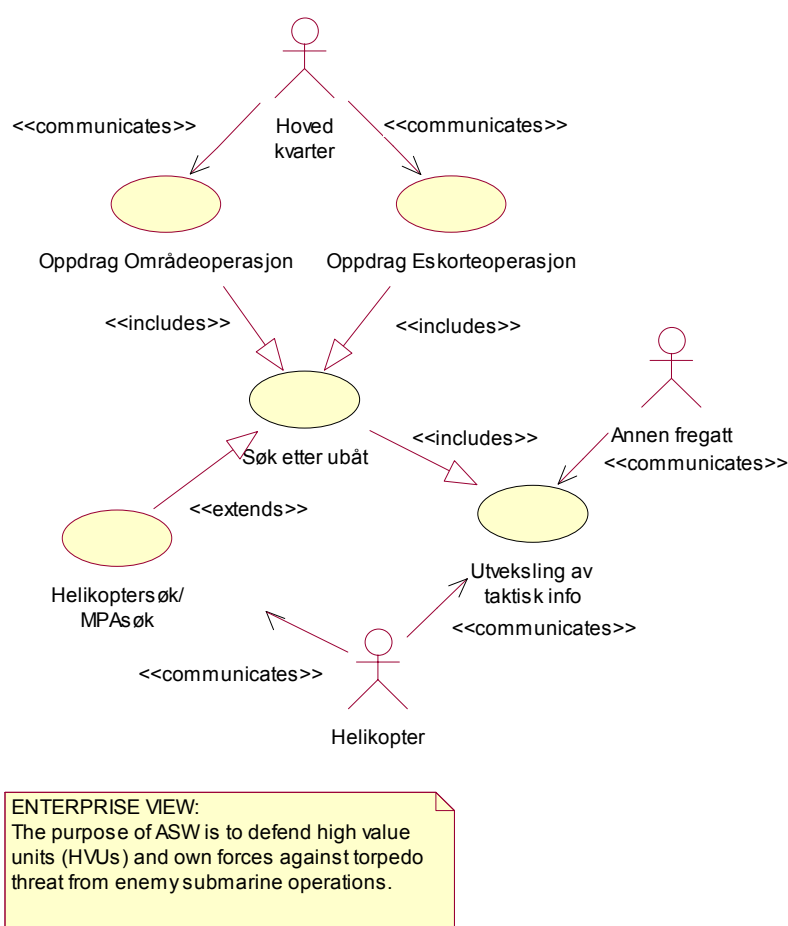 <<communicates>>
Hoved
kvarter
<<communicates>>
Oppdrag Områdeoperasjon
Oppdrag Eskorteoperasjon
<<includes>>
<<includes>>
Søk etter ubåt
<<includes>>
Annen fregatt
<<communicates>>
<<extends>>
Helikoptersøk/
MPAsøk
Utveksling av
taktisk info
<<communicates>>
<<communicates>>
Helikopter
ENTERPRISE VIEW:
The purpose of ASW is to defend high value
units (HVUs) and own forces against torpedo
threat from enemy submarine operations.